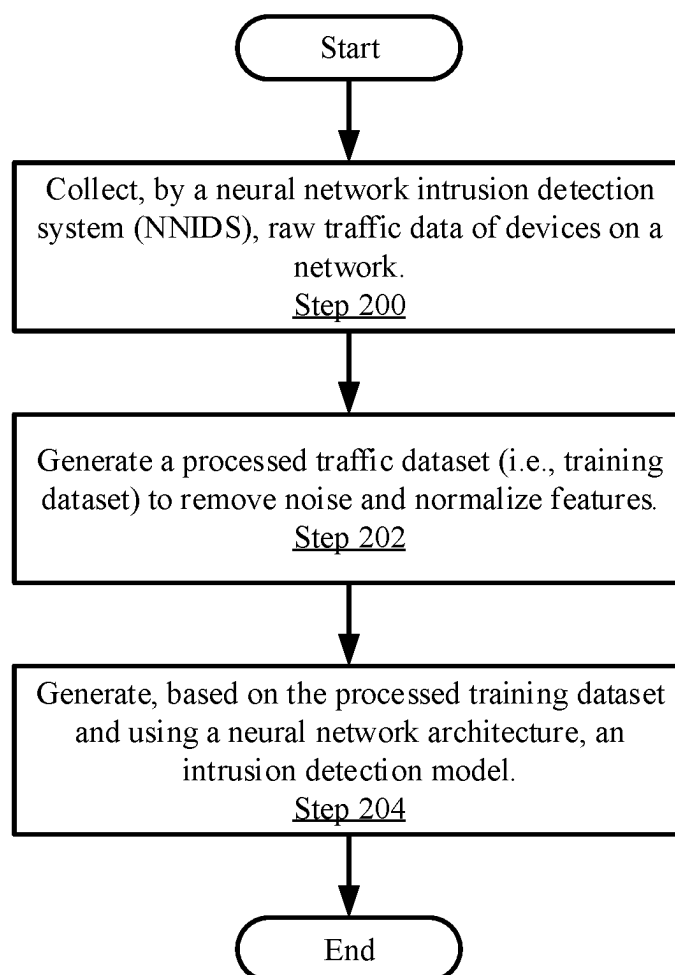 Start
Collect, by a neural network intrusion detection
system (NNIDS), raw traffic data of devices on a
network.
Step 200
Generate a processed traffic dataset (i.e., training
dataset) to remove noise and normalize features.
Step 202
Generate, based on the processed training dataset
and using a neural network architecture, an
intrusion detection model.
Step 204
End